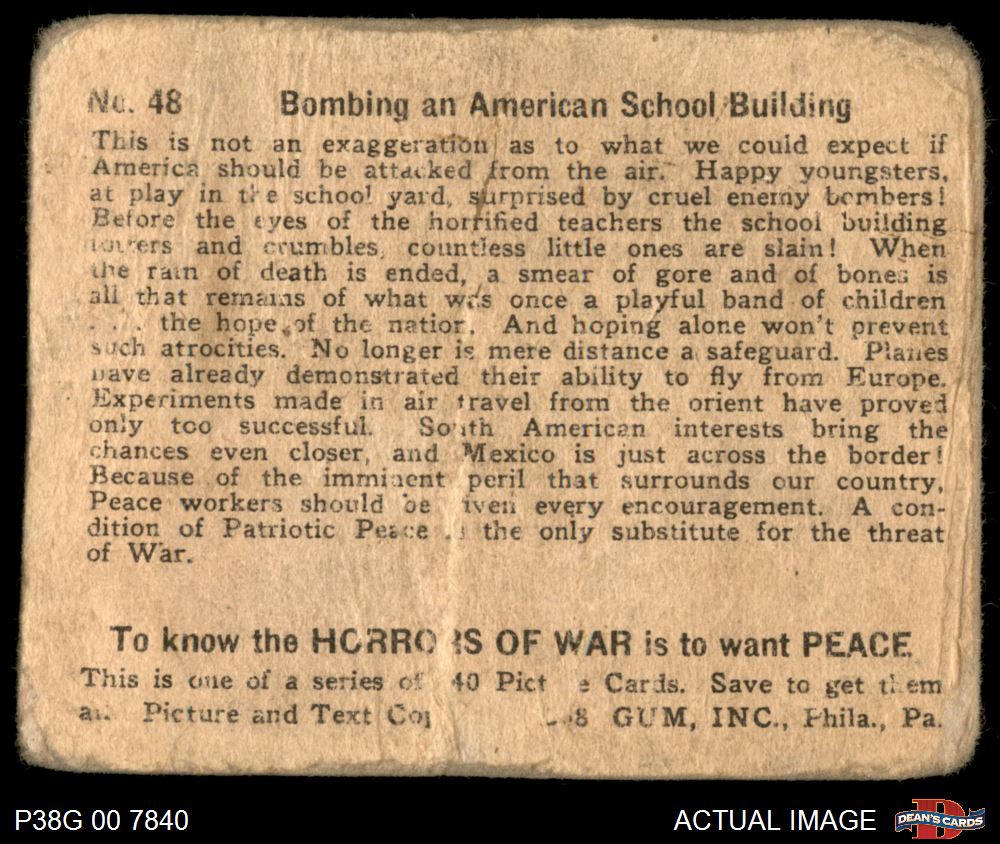 No. 48 Bombing an American School Building
This is not an exaggeration as to what we could expect if
America should be attacked from the air. Happy youngsters,
at play in the school yard, surprised by cruel enemy bombers!
Before the eyes of the horrified teachers the school building
towers and crumbles, countless little ones are slain! When
the rain of death is ended, a smear of gore and of bones is
all that remains of what was once a playful band of children
. . . the hope of the nation. And hoping alone won't prevent
such atrocities. No longer is mere distance a safeguard. Planes
have already demonstrated their ability to fly from Europe.
Experiments made in air travel from the orient have proved
only too successful. South American interests bring the
chances even closer, and Mexico is just across the border!
Because of the imminent peril that surrounds our country,
Peace workers should be given every encouragement. A con-
dition of Patriotic Peace is the only substitute for the threat
of War.
To know the HORRORS OF WAR is to want PEACE
This is one of a series of 40 Picture Cards. Save to get them
Picture and Text GUM, INC., Phila., Pa.
P38G 00 7840 ACTUAL IMAGE
D
DEAN'S CARDS